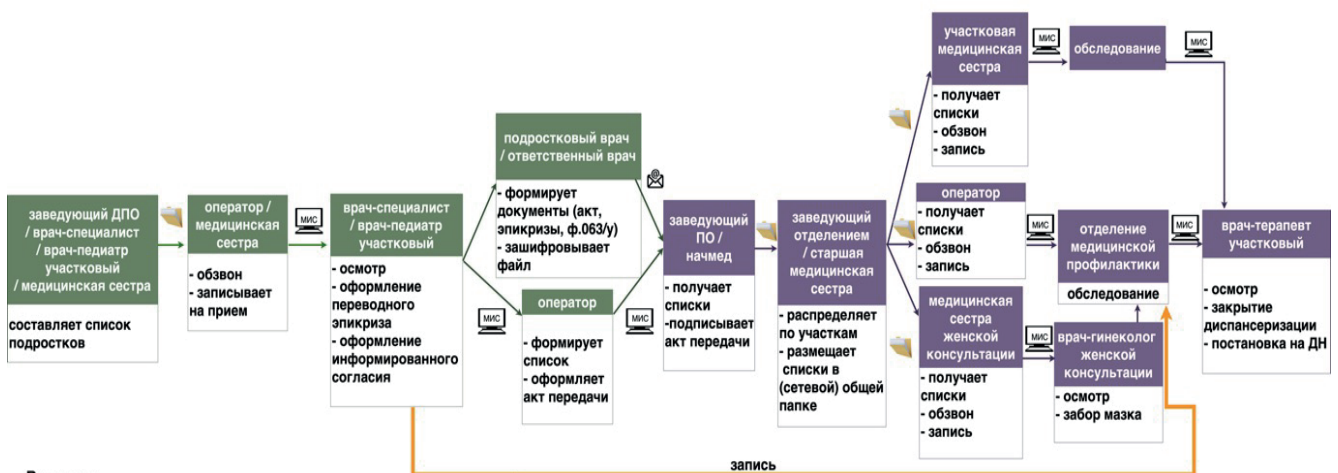 заведующий ДПО
/ врач-специалист
/ врач-педиатр
участковый
/ медицинская сестра
составляет список
подростков
оператор /
медицинская
сестра
- обзвон
- записывает
на прием
МИС
врач-специалист
/ врач-педиатр
участковый
- осмотр
- оформление
переводного
эпикриза
- оформление
информированного
согласия
подростковый врач
/ ответственный врач
- формирует
документы (акт,
эпикризы, ф.063/у)
- зашифровывает
файл
МИС
оператор
- формирует
список
- оформляет
акт передачи
МИС
заведующий
ПО /
начмед
- получает
списки
-подписывает
акт передачи
заведующий
отделением
/ старшая
медицинская
сестра
- распределяет
по участкам
- размещает
списки в
(сетевой) общей
папке
участковая
медицинская
сестра
- получает
списки
- обзвон
- запись
МИС
обследование
МИС
оператор
- получает
списки
- обзвон
- запись
МИС
отделение
медицинской
профилактики
обследование
МИС
медицинская
сестра
женской
консультации
- получает
списки
- обзвон
- запись
МИС
врач-гинеколог
женской
консультации
- осмотр
- забор мазка
врач-терапевт
участковый
- осмотр
- закрытие
диспансеризации
- постановка на ДН
запись